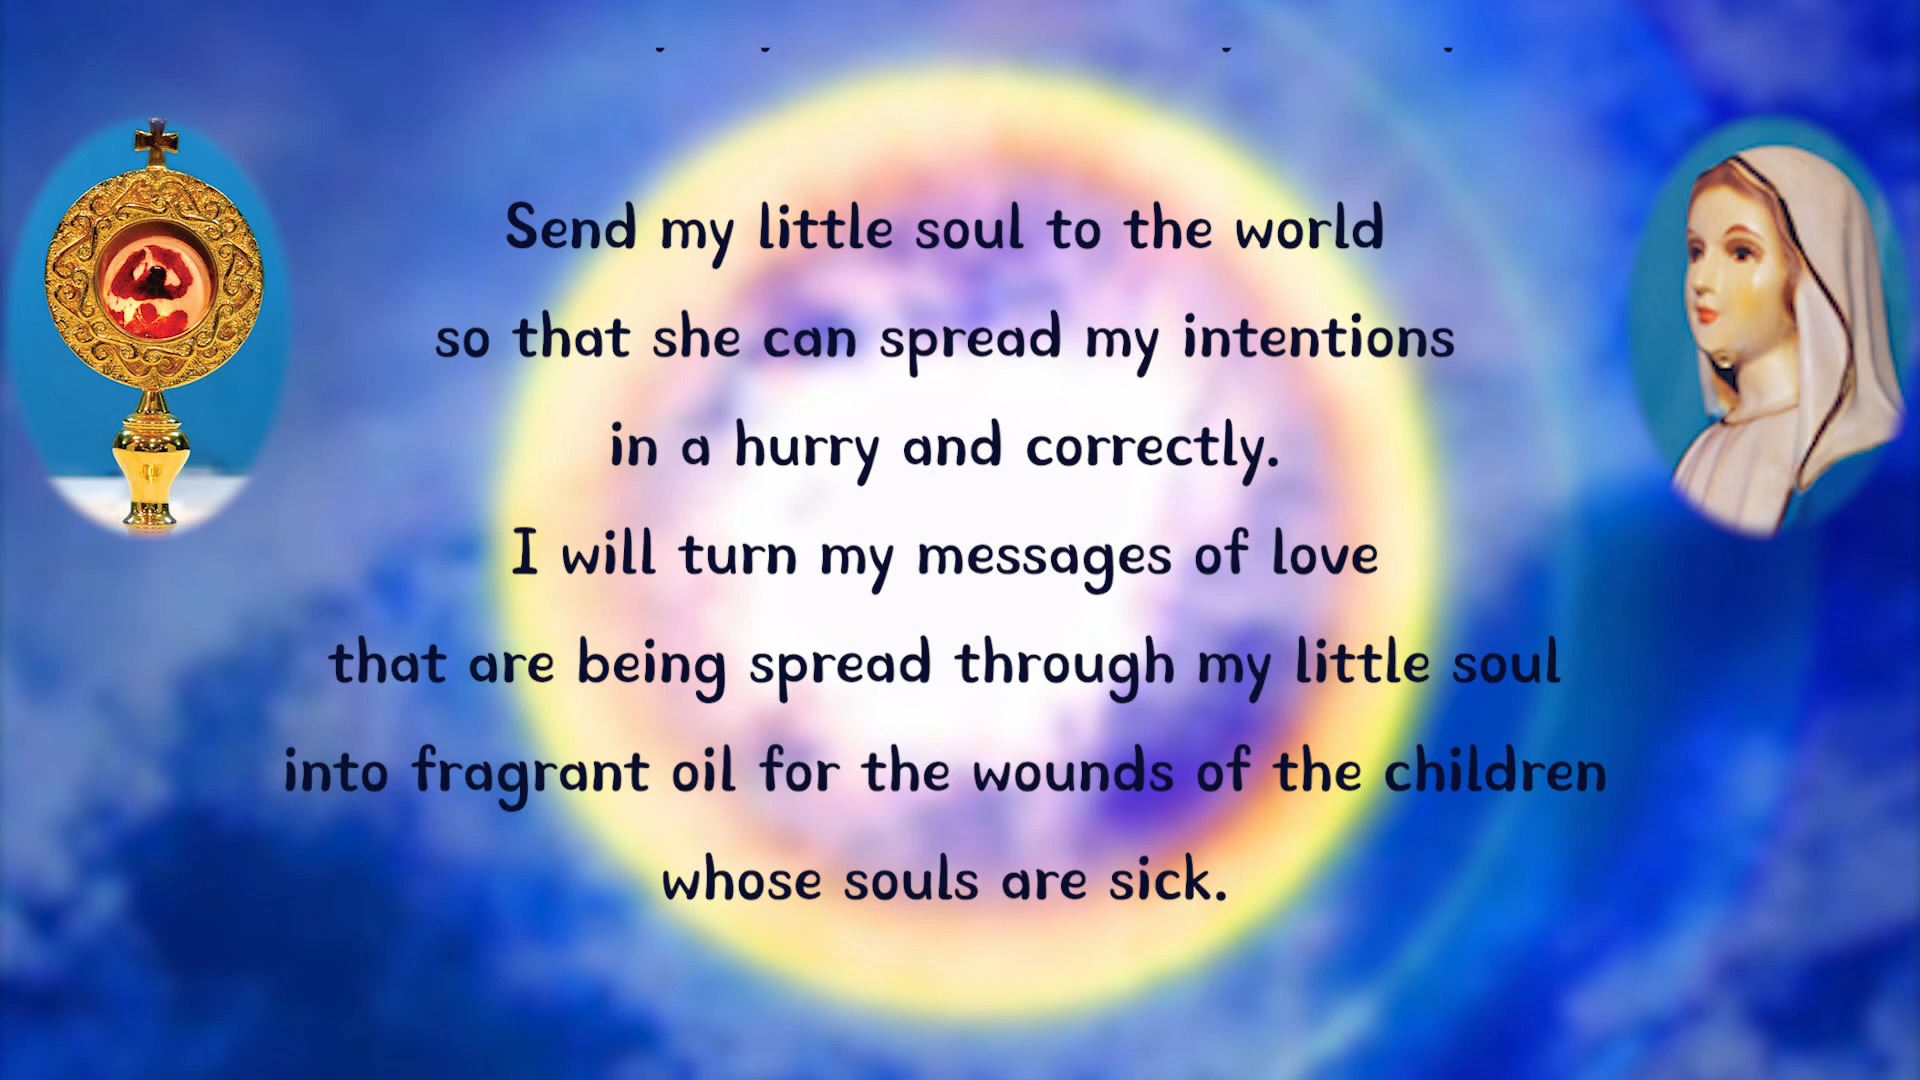 Send my little soul to the world
so that she can spread my intentions
in a hurry and correctly.
I will turn my messages of love
that are being spread through my little soul
into fragrant oil for the wounds of the children
whose souls are sick.